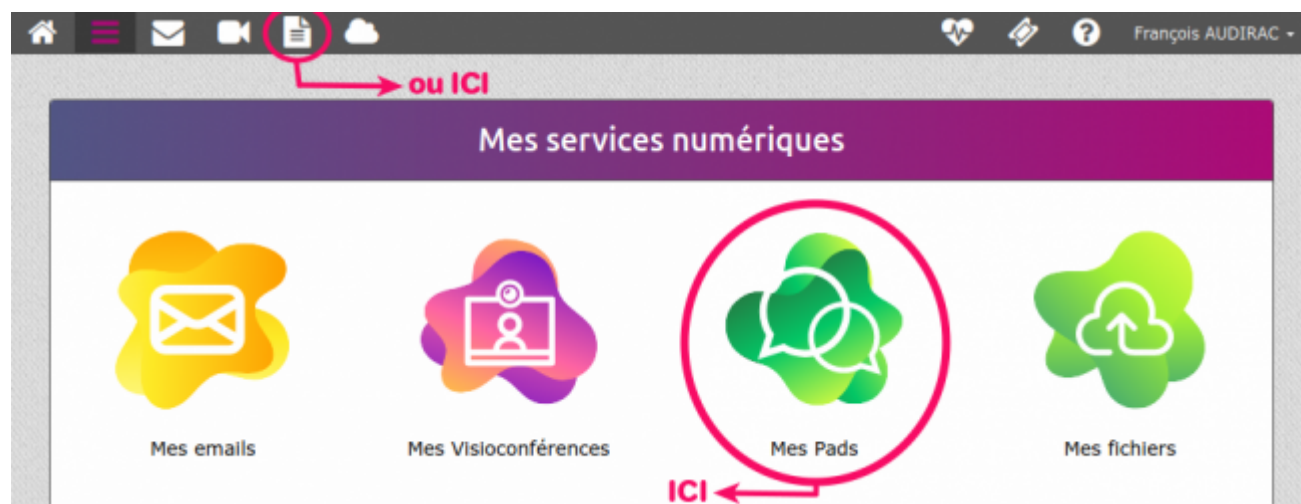 François AUDIRAC
ou ICI
Mes services numériques
Mes emails
Mes Visioconférences
Mes Pads
Mes fichiers
ICI